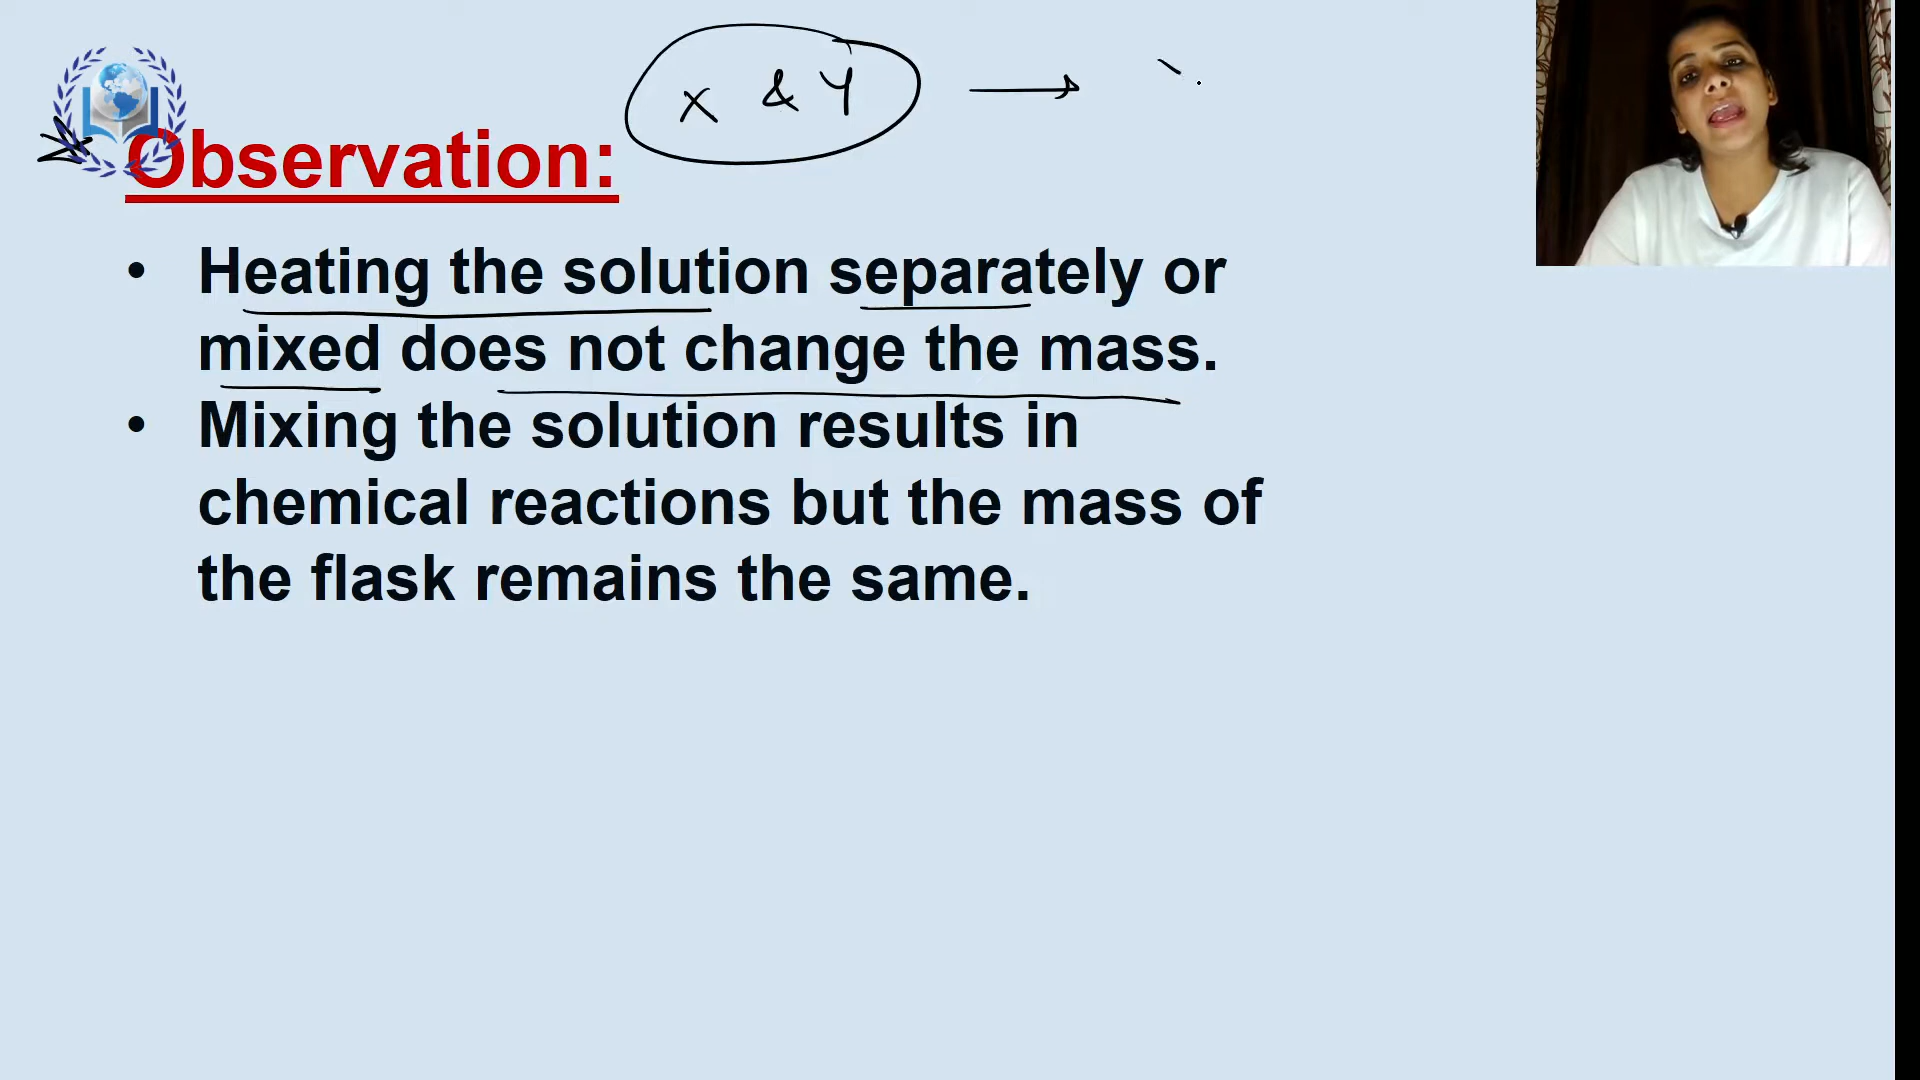 X & Y →
Observation:
• Heating the solution separately or
mixed does not change the mass.
• Mixing the solution results in
chemical reactions but the mass of
the flask remains the same.